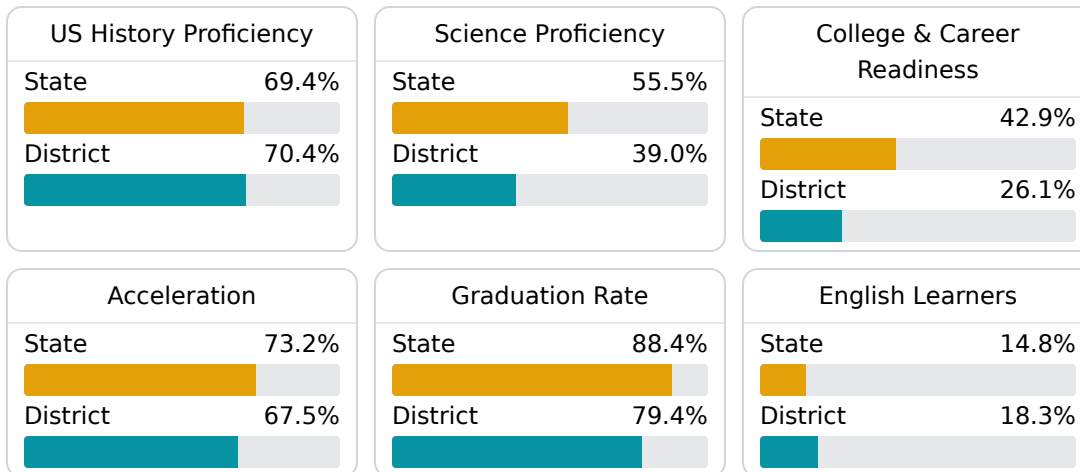 US History Proficiency
State 69.4%
District 70.4%
Science Proficiency
State 55.5%
District 39.0%
College & Career
Readiness
State 42.9%
District 26.1%
Acceleration
State 73.2%
District 67.5%
Graduation Rate
State 88.4%
District 79.4%
English Learners
State 14.8%
District 18.3%